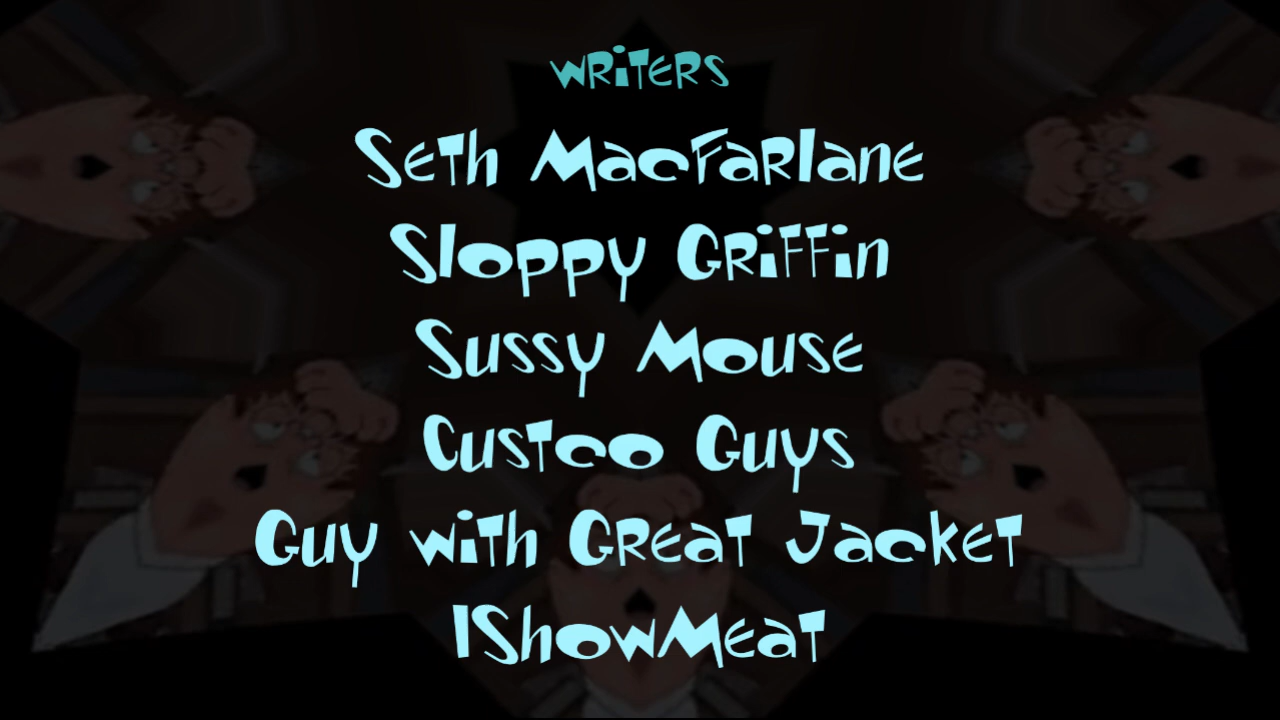 WRiTERS
Seth MacFarlane
Sloppy Griffin
Sussy Mouse
Custco Guys
Guy with Great Jacket
IShowMeat